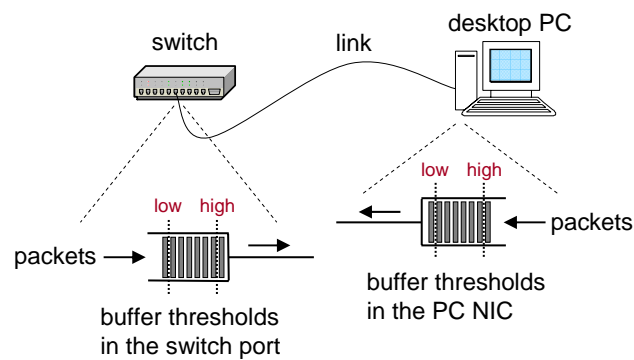 desktop PC
switch
link
low high
low high
packets
packets
buffer thresholds
in the PC NIC
buffer thresholds
in the switch port